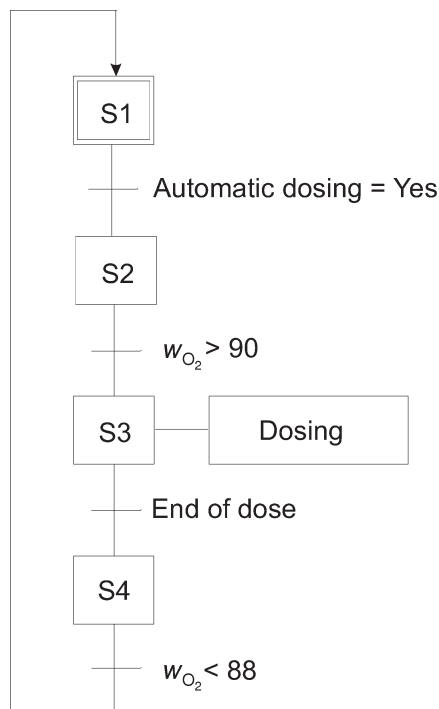 S1
Automatic dosing = Yes
S2
wO₂ > 90
S3
Dosing
End of dose
S4
wO₂ < 88